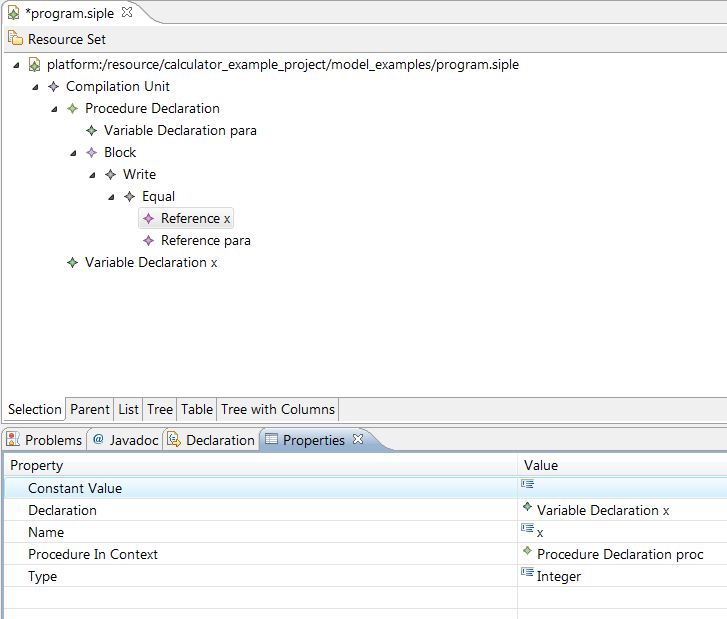 *program.siple
Resource Set
platform:/resource/calculator_example_project/model_examples/program.siple
Compilation Unit
Procedure Declaration
Variable Declaration para
Block
Write
Equal
Reference x
Reference para
Variable Declaration x
Selection Parent List Tree Table Tree with Columns
Problems @ Javadoc Declaration Properties
Property Value
Constant Value
Declaration Variable Declaration x
Name x
Procedure In Context Procedure Declaration proc
Type Integer